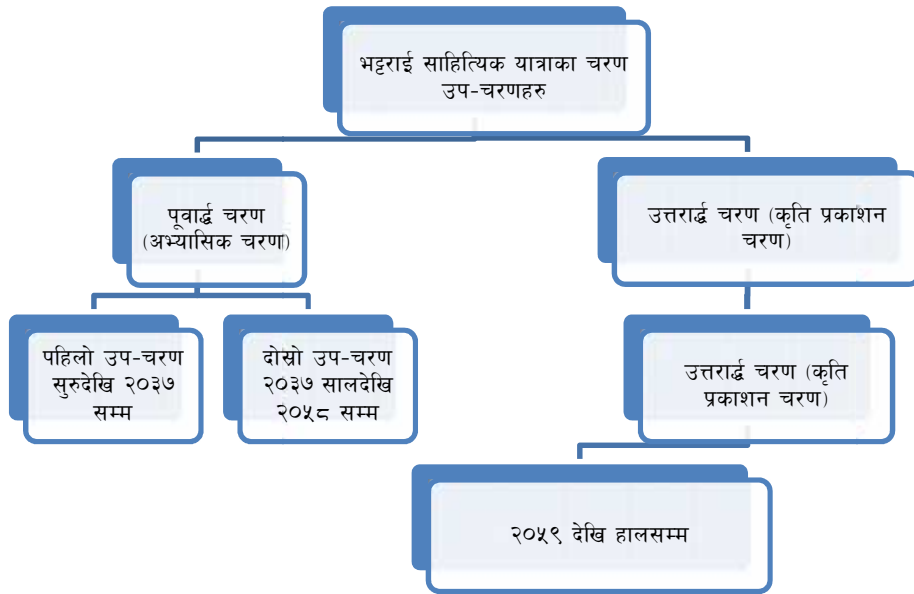 भट्टराई साहित्यिक यात्राका चरण
उप-चरणहरु
पूवार्द्ध चरण
(अभ्यासिक चरण)
उत्तरार्द्ध चरण (कृति प्रकाशन
चरण)
पहिलो उप-चरण
सुरुदेखि २०३७
सम्म
दोस्रो उप-चरण
२०३७ सालदेखि
२०५८ सम्म
उत्तरार्द्ध चरण (कृति
प्रकाशन चरण)
२०५९ देखि हालसम्म